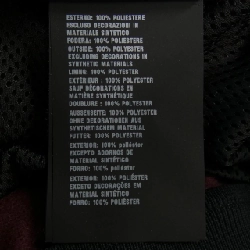 ESTERNO: 100% POLIESTERE
ESCLUSO DECORAZIONI IN
MATERIALE SINTETICO
FODERA: 100% POLIESTERE
OUTSIDE: 100% POLYESTER
EXCLUDING DECORATIONS IN
SYNTHETIC MATERIALS
LINING: 100% POLYESTER
EXTÉRIEUR : 100% POLYESTER
SAUF DÉCORATIONS EN
MATIÈRE SYNTHÉTIQUE
DOUBLURE : 100% POLYESTER
AUSSENSEITE: 100% POLYESTER
OHNE DEKORATIONEN AUS
SYNTHETISCHEM MATERIAL
FUTTER: 100% POLYESTER
EXTERIOR: 100% poliéster
EXCEPTO ADORNOS DE
MATERIAL SINTÉTICO
FORRO: 100% poliéster
EXTERIOR: 100% POLIÉSTER
EXCETO DECORAÇÕES EM
MATERIAL SINTÉTICO
FORRO: 100% POLIÉSTER